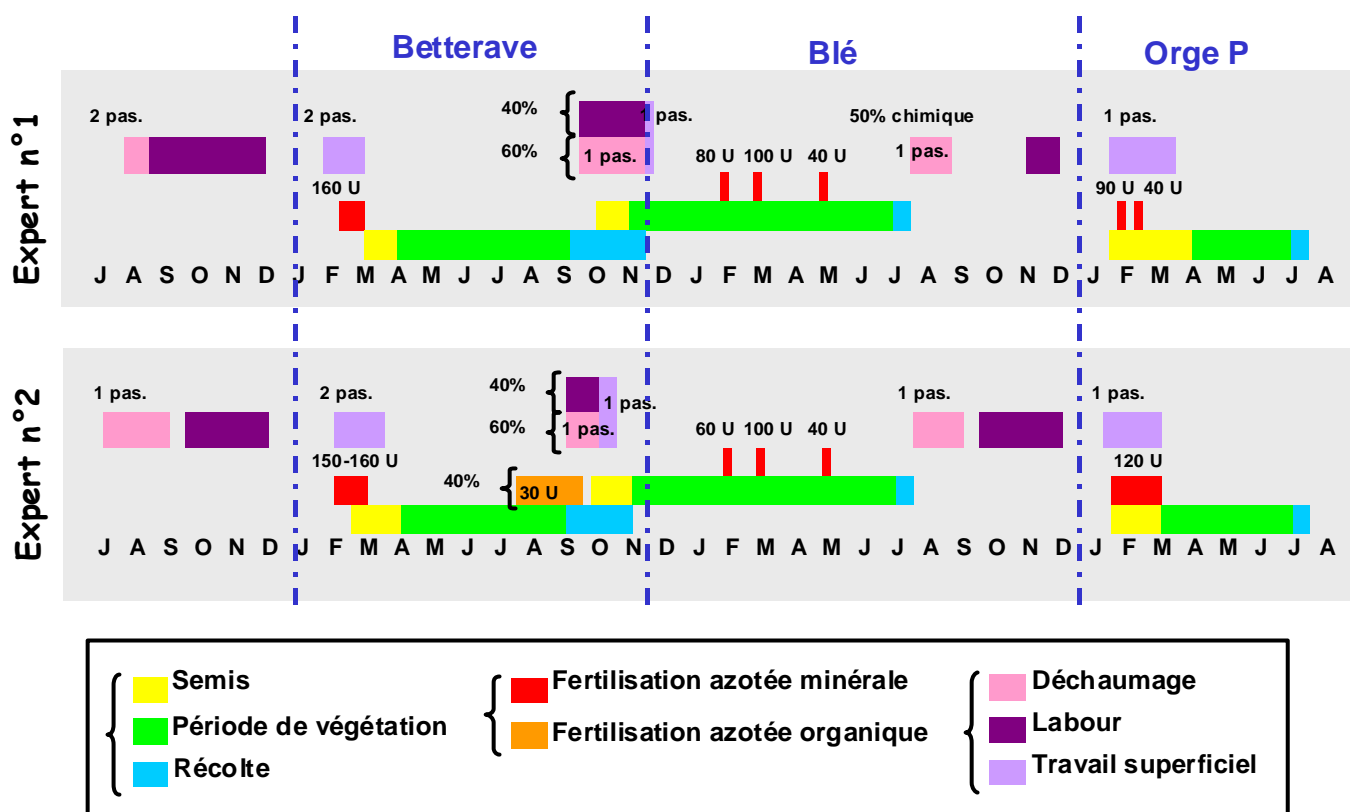 Betterave
Blé
Orge P
Expert n°1
2 pas.
2 pas.
40%
1 pas.
50% chimique
1 pas.
60%
1 pas.
80 U 100 U 40 U
1 pas.
160 U
90 U 40 U
J A S O N D J F M A M J J A S O N D J F M A M J J A S O N D J F M A M J J A
Expert n°2
1 pas.
2 pas.
40%
1 pas.
1 pas.
1 pas.
60%
1 pas.
60 U 100 U 40 U
150-160 U
40%
30 U
120 U
J A S O N D J F M A M J J A S O N D J F M A M J J A S O N D J F M A M J J A
Semis
Période de végétation
Récolte
Fertilisation azotée minérale
Fertilisation azotée organique
Déchaumage
Labour
Travail superficiel